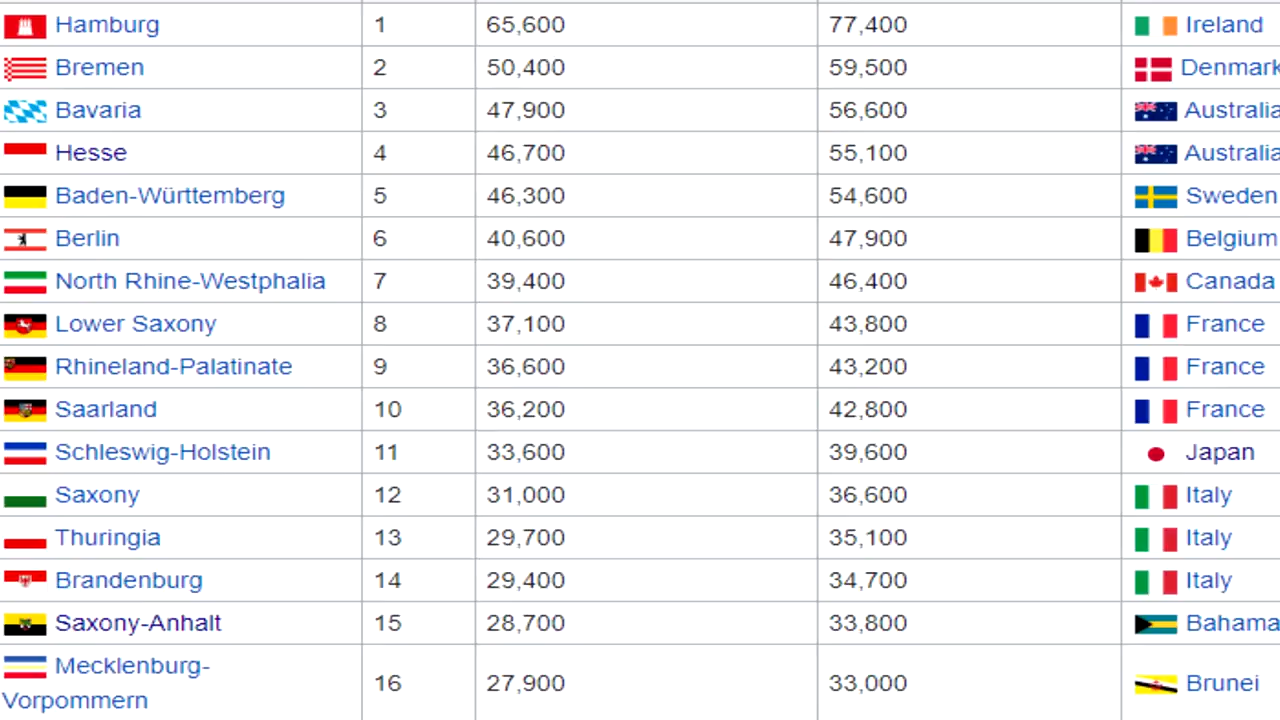 Hamburg 1 65,600 77,400 Ireland
Bremen 2 50,400 59,500 Denmark
Bavaria 3 47,900 56,600 Australia
Hesse 4 46,700 55,100 Australia
Baden-Württemberg 5 46,300 54,600 Sweden
Berlin 6 40,600 47,900 Belgium
North Rhine-Westphalia 7 39,400 46,400 Canada
Lower Saxony 8 37,100 43,800 France
Rhineland-Palatinate 9 36,600 43,200 France
Saarland 10 36,200 42,800 France
Schleswig-Holstein 11 33,600 39,600 Japan
Saxony 12 31,000 36,600 Italy
Thuringia 13 29,700 35,100 Italy
Brandenburg 14 29,400 34,700 Italy
Saxony-Anhalt 15 28,700 33,800 Bahama
Mecklenburg-
Vorpommern 16 27,900 33,000 Brunei